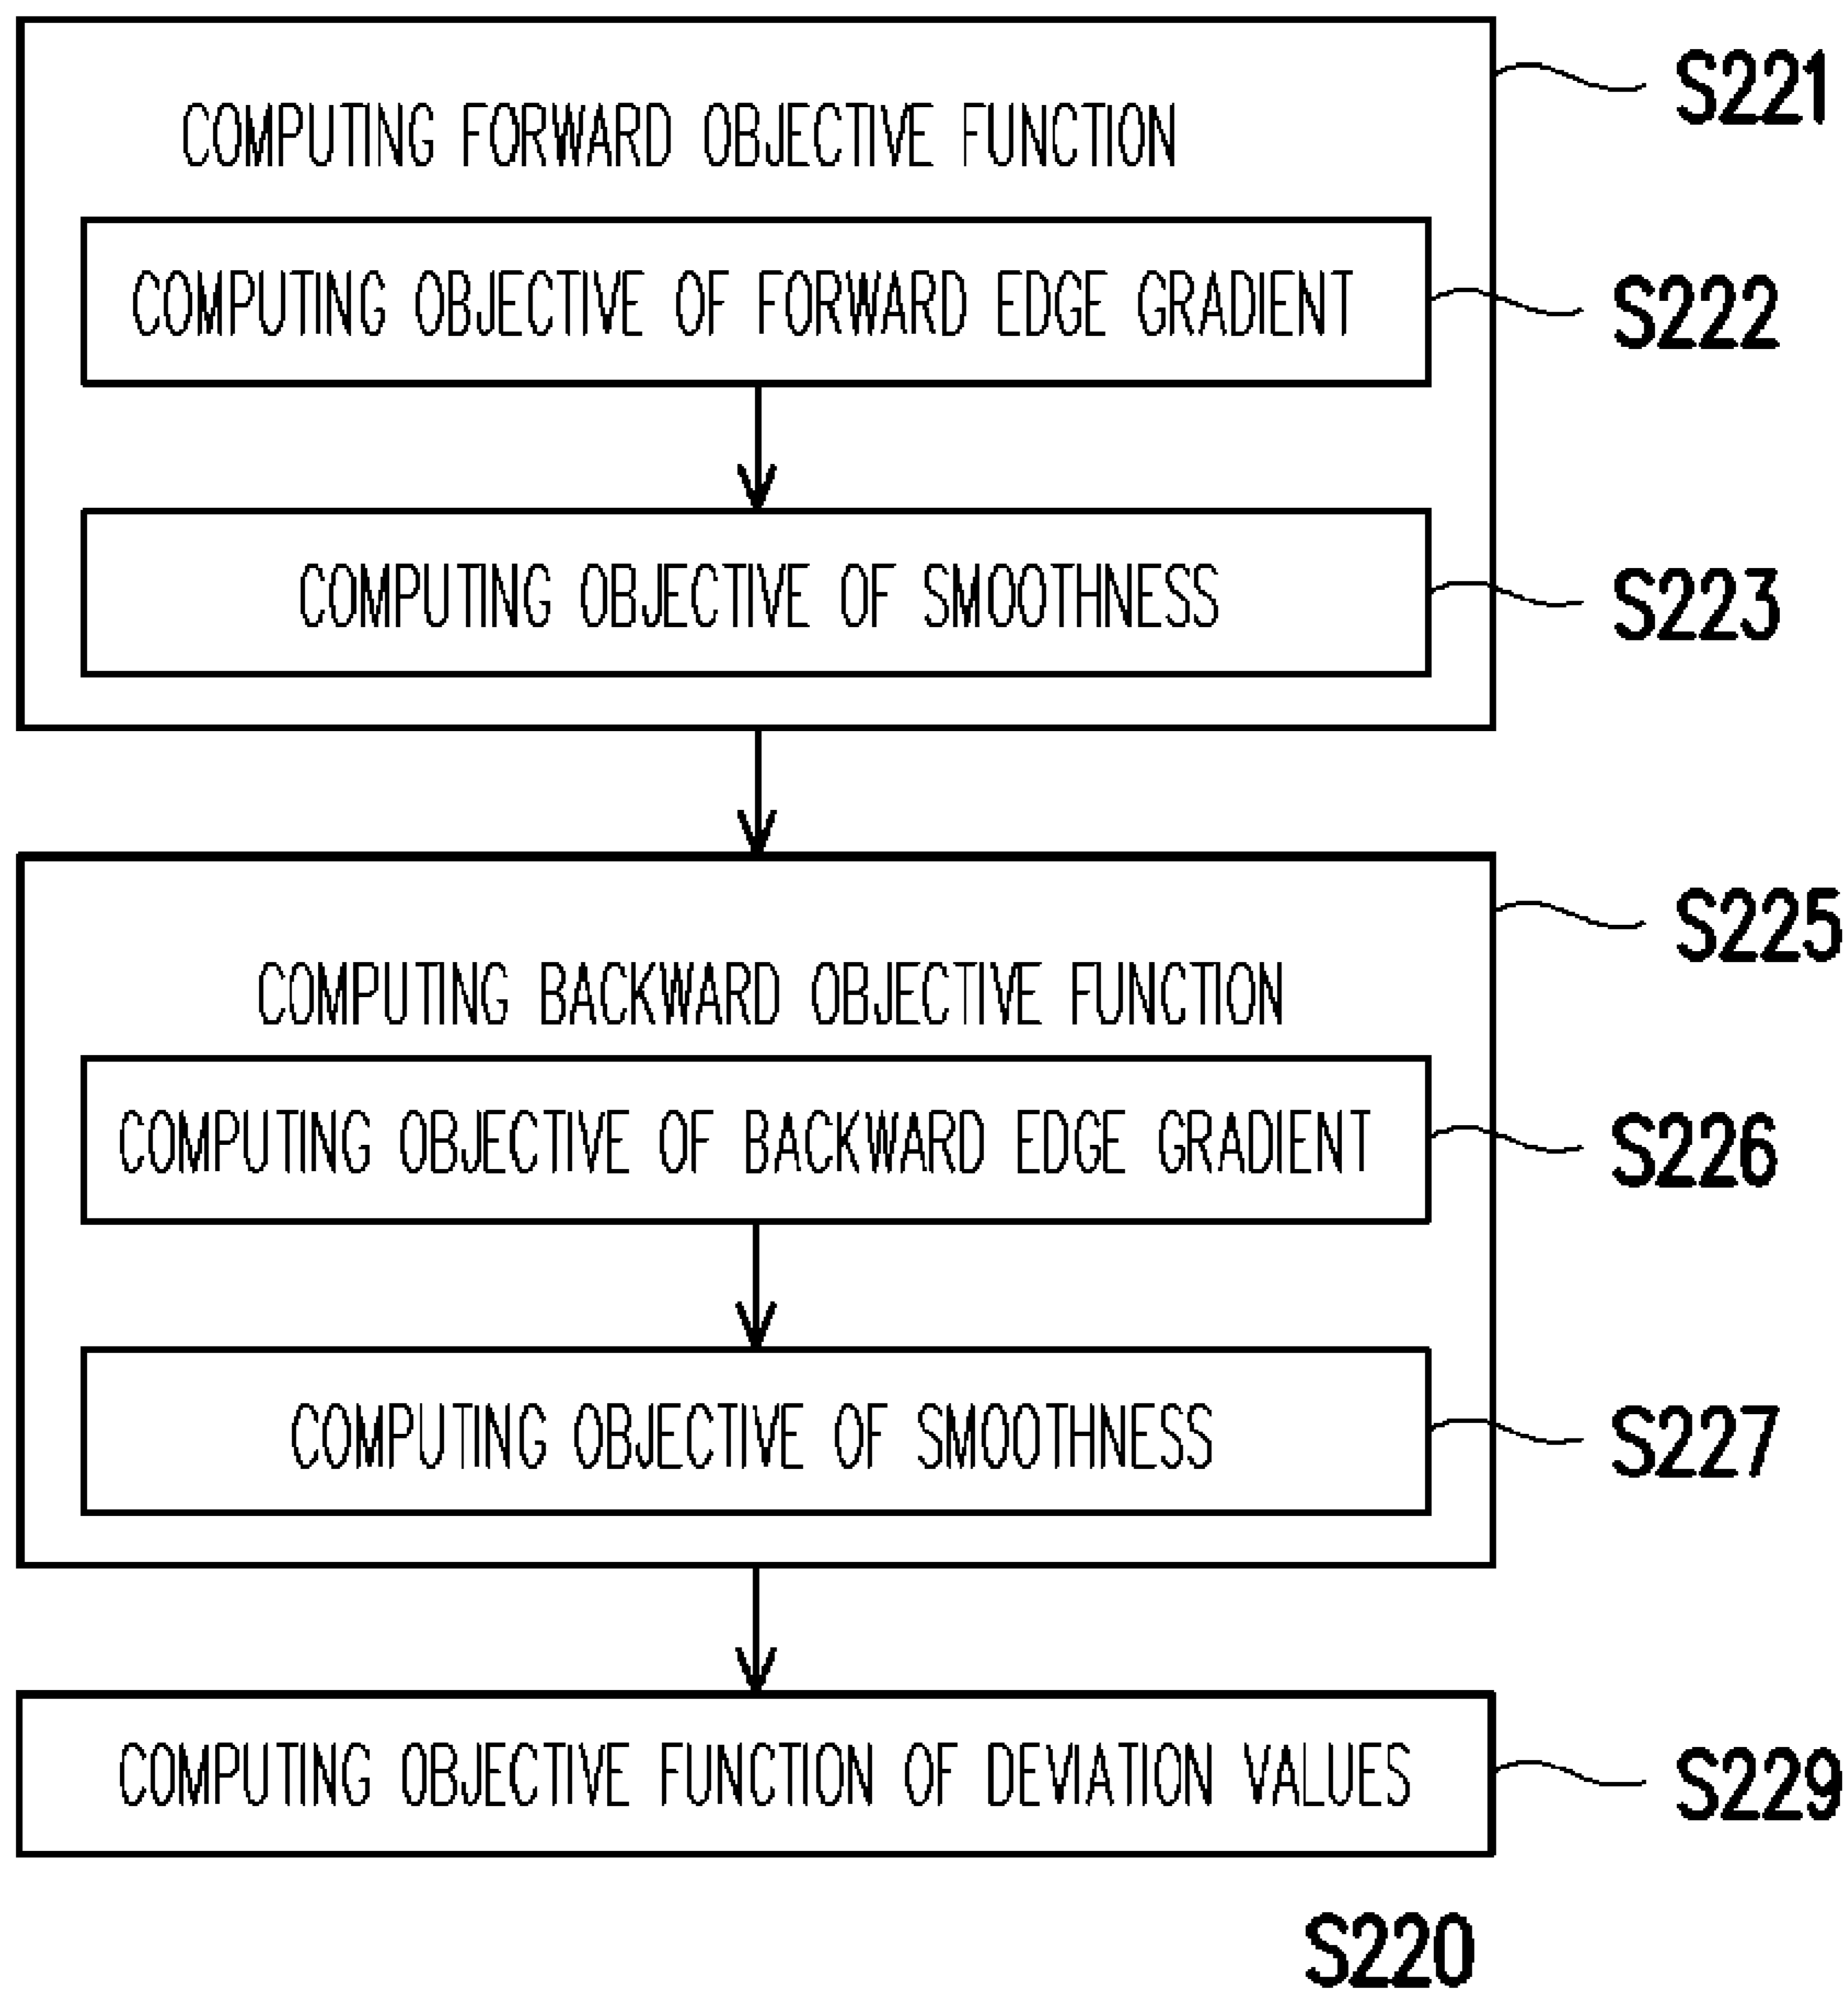 S221
COMPUTING FORWARD OBJECTIVE FUNCTION
COMPUTING OBJECTIVE OF FORWARD EDGE GRADIENT
S222
COMPUTING OBJECTIVE OF SMOOTHNESS
S223
S225
COMPUTING BACKWARD OBJECTIVE FUNCTION
COMPUTING OBJECTIVE OF BACKWARD EDGE GRADIENT
S226
COMPUTING OBJECTIVE OF SMOOTHNESS
S227
COMPUTING OBJECTIVE FUNCTION OF DEVIATION VALUES
S229
S220